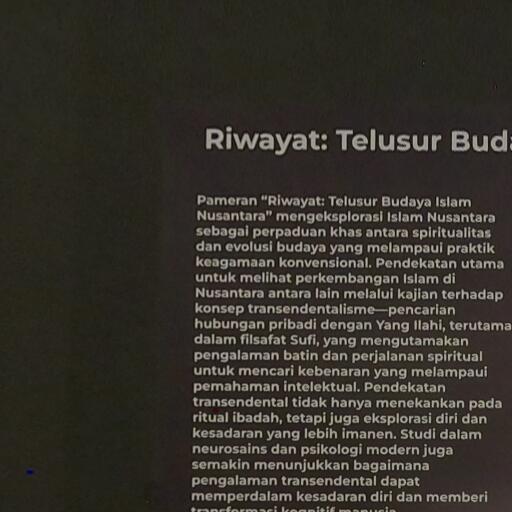 Riwayat: Telusur Buda
Pameran “Riwayat: Telusur Budaya Islam
Nusantara” mengeksplorasi Islam Nusantara
sebagai perpaduan khas antara spiritualitas
dan evolusi budaya yang melampaui praktik
keagamaan konvensional. Pendekatan utama
untuk melihat perkembangan Islam di
Nusantara antara lain melalui kajian terhadap
konsep transendentalisme—pencarian
hubungan pribadi dengan Yang Ilahi, terutama
dalam filsafat Sufi, yang mengutamakan
pengalaman batin dan perjalanan spiritual
untuk mencari kebenaran yang melampaui
pemahaman intelektual. Pendekatan
transendental tidak hanya menekankan pada
ritual ibadah, tetapi juga eksplorasi diri dan
kesadaran yang lebih imanen. Studi dalam
neurosains dan psikologi modern juga
semakin menunjukkan bagaimana
pengalaman transendental dapat
memperdalam kesadaran diri dan memberi
transformasi kognitif manusia